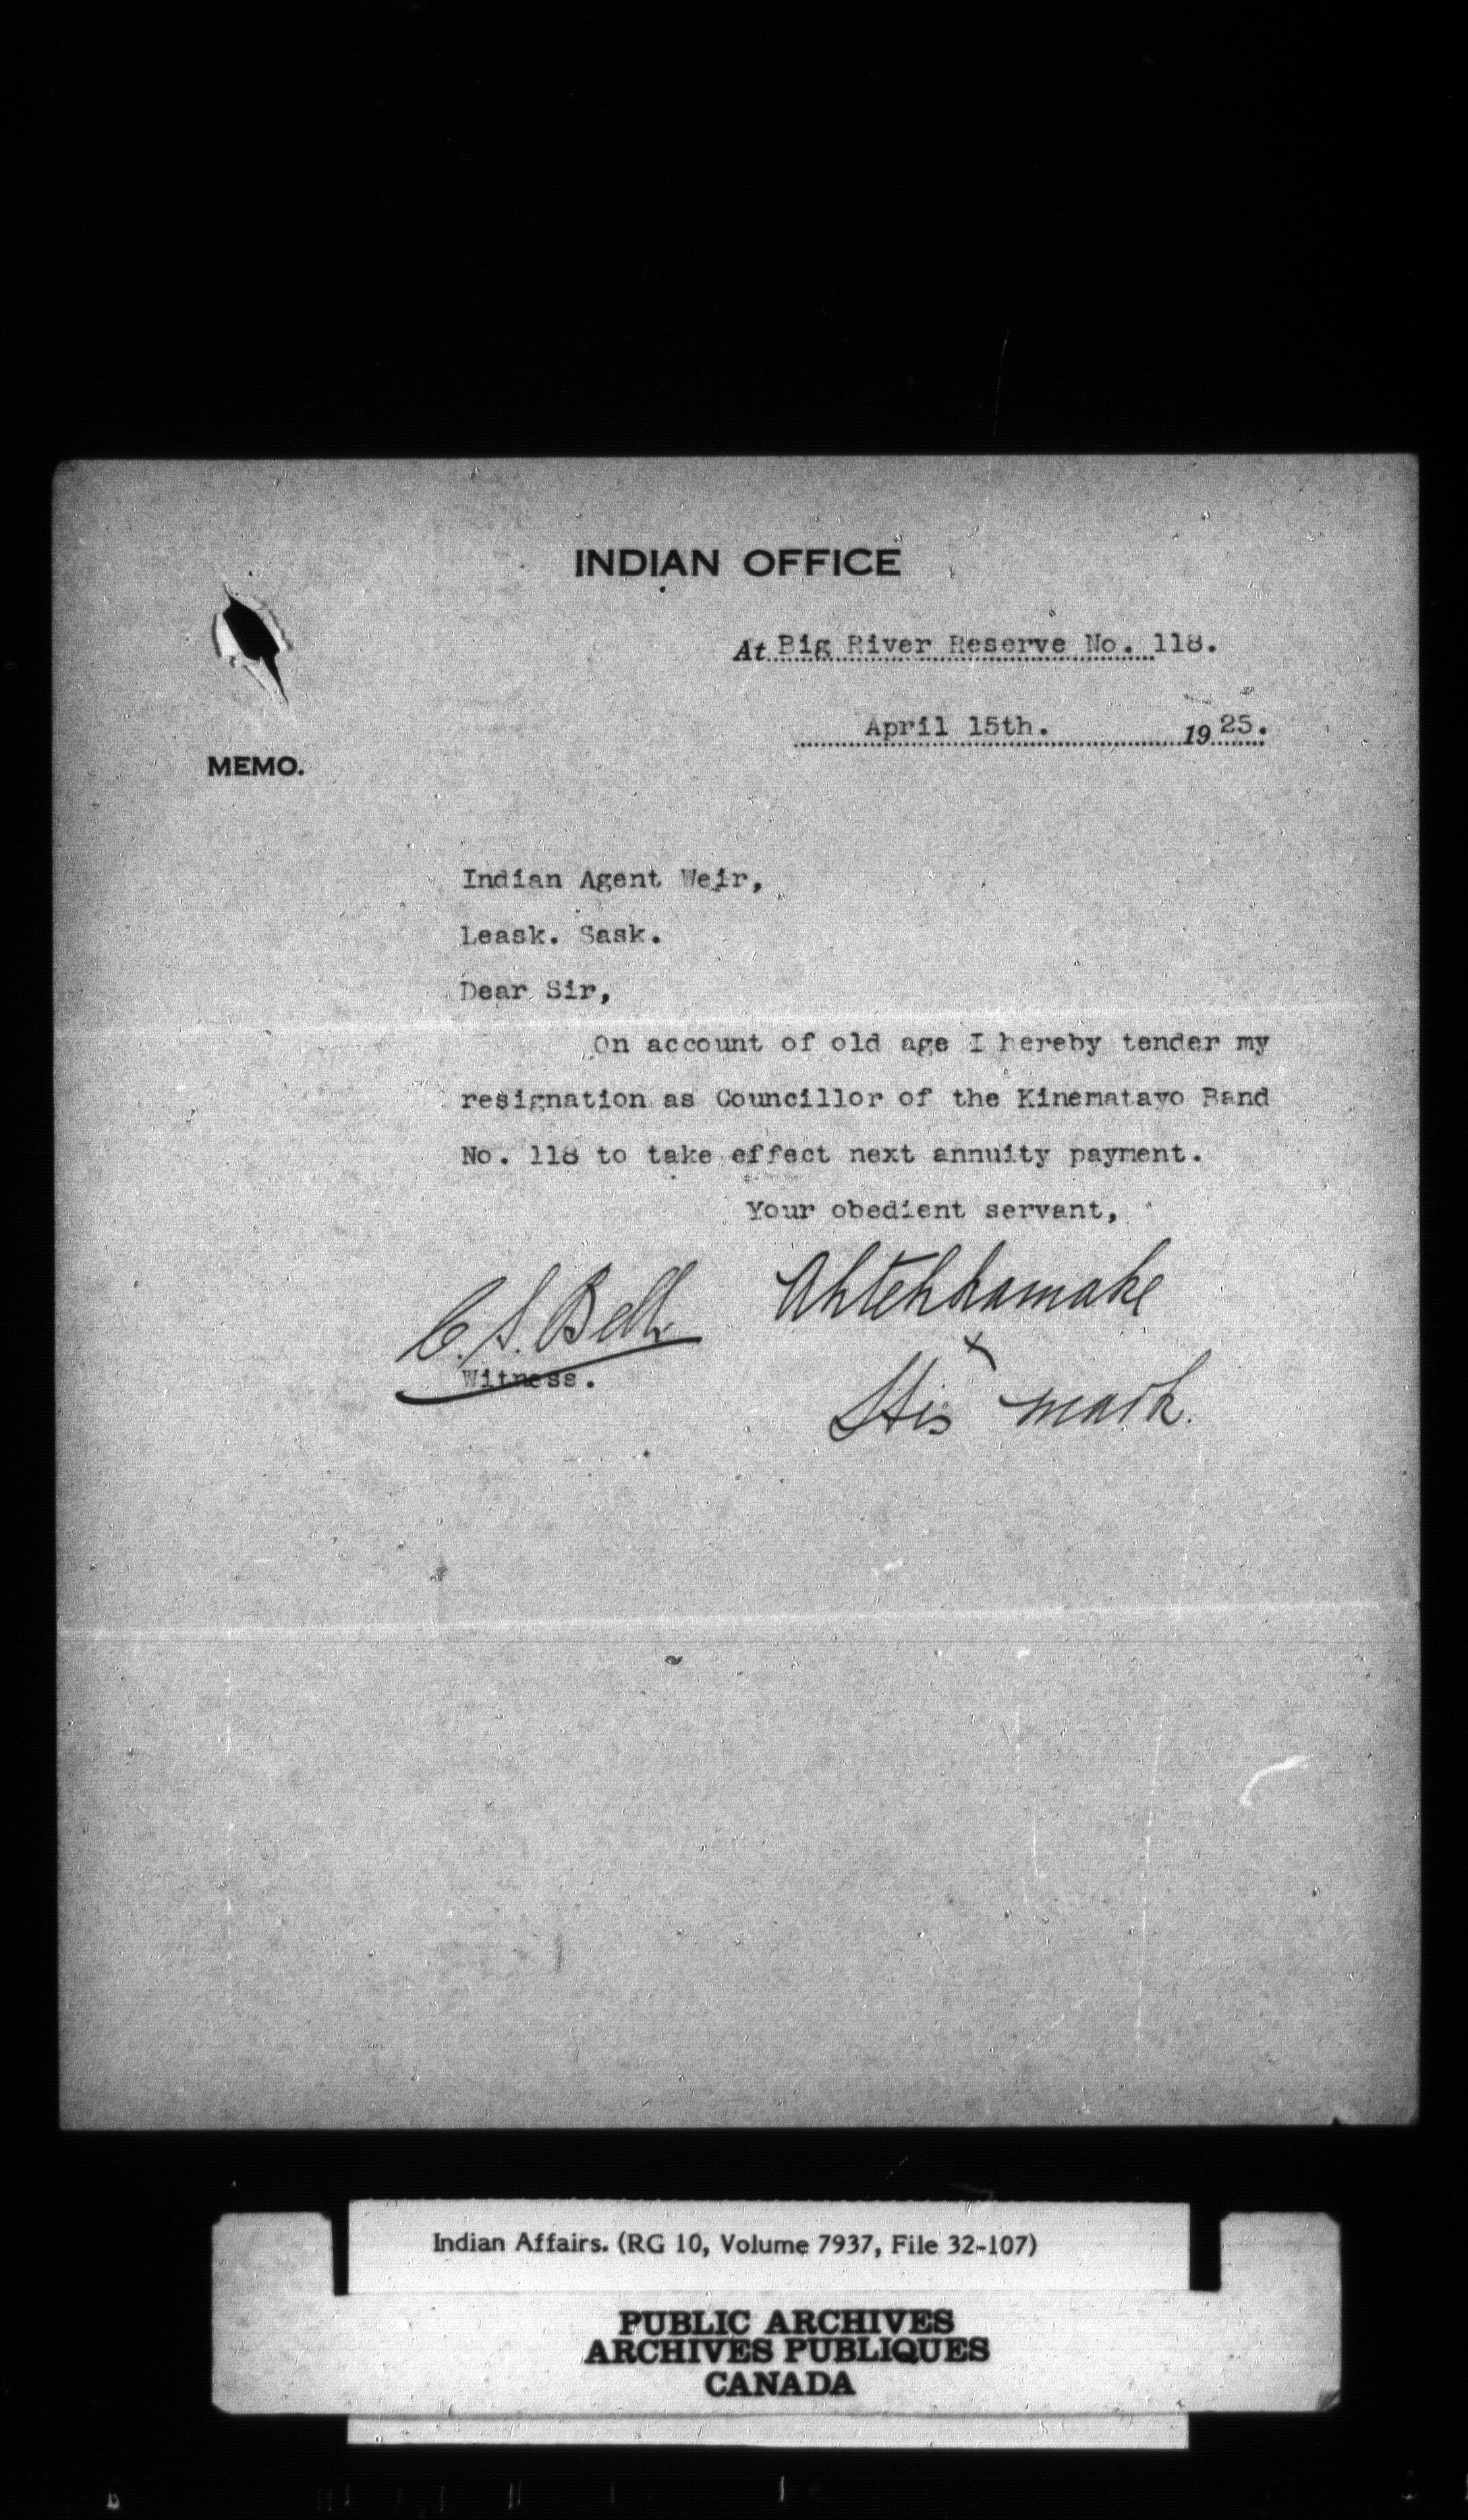 INDIAN OFFICE
At Big River Reserve No. 118.
April 15th. 1925.
MEMO.
Indian Agent Weir,
Leask. Sask.
Dear Sir,
On account of old age I hereby tender my
resignation as Councillor of the Kinematayo Band
No. 118 to take effect next annuity payment.
Your obedient servant,
C. S. Bell Ahtehhamake
Witness. x
His mark.
Indian Affairs. (RG 10, Volume 7937, File 32-107)
PUBLIC ARCHIVES
ARCHIVES PUBLIQUES
CANADA